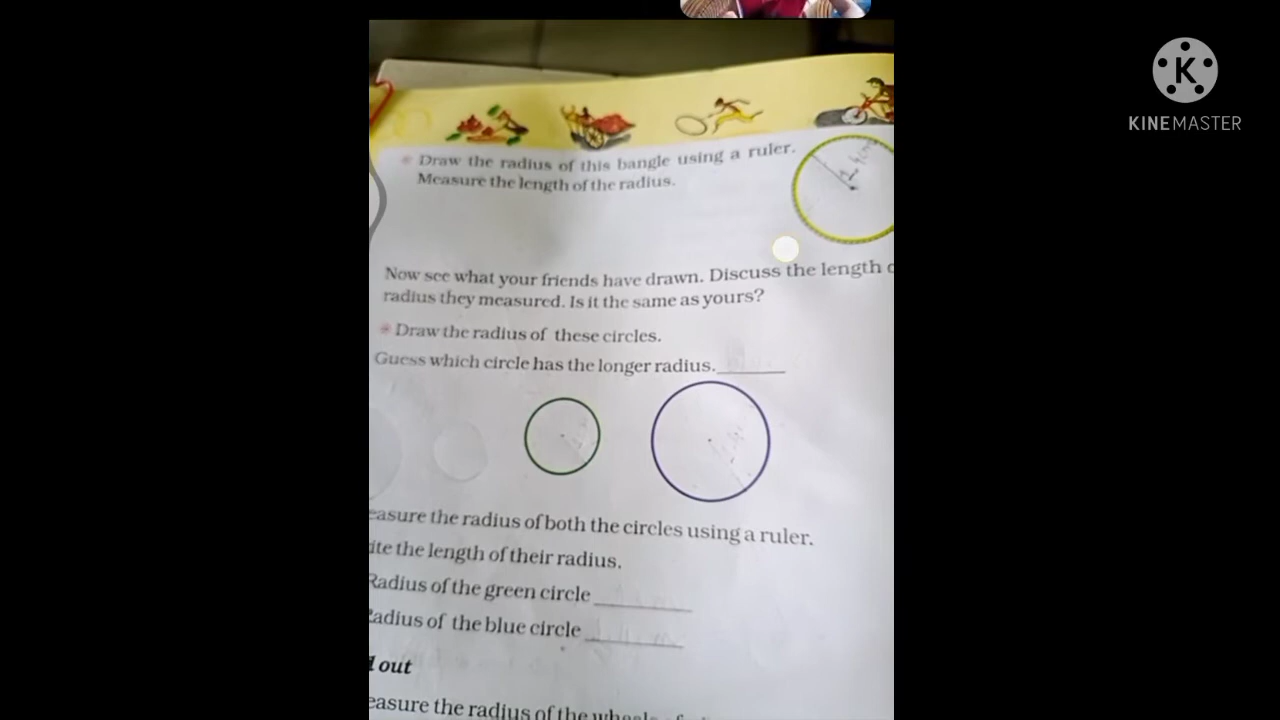 KINEMASTER
Draw the radius of this bangle using a ruler.
Measure the length of the radius.
Now see what your friends have drawn. Discuss the length
radius they measured. Is it the same as yours?
Draw the radius of these circles.
Guess which circle has the longer radius.
easure the radius of both the circles using a ruler.
ite the length of their radius.
Radius of the green circle
adius of the blue circle
d out
easure the radius of the wheels